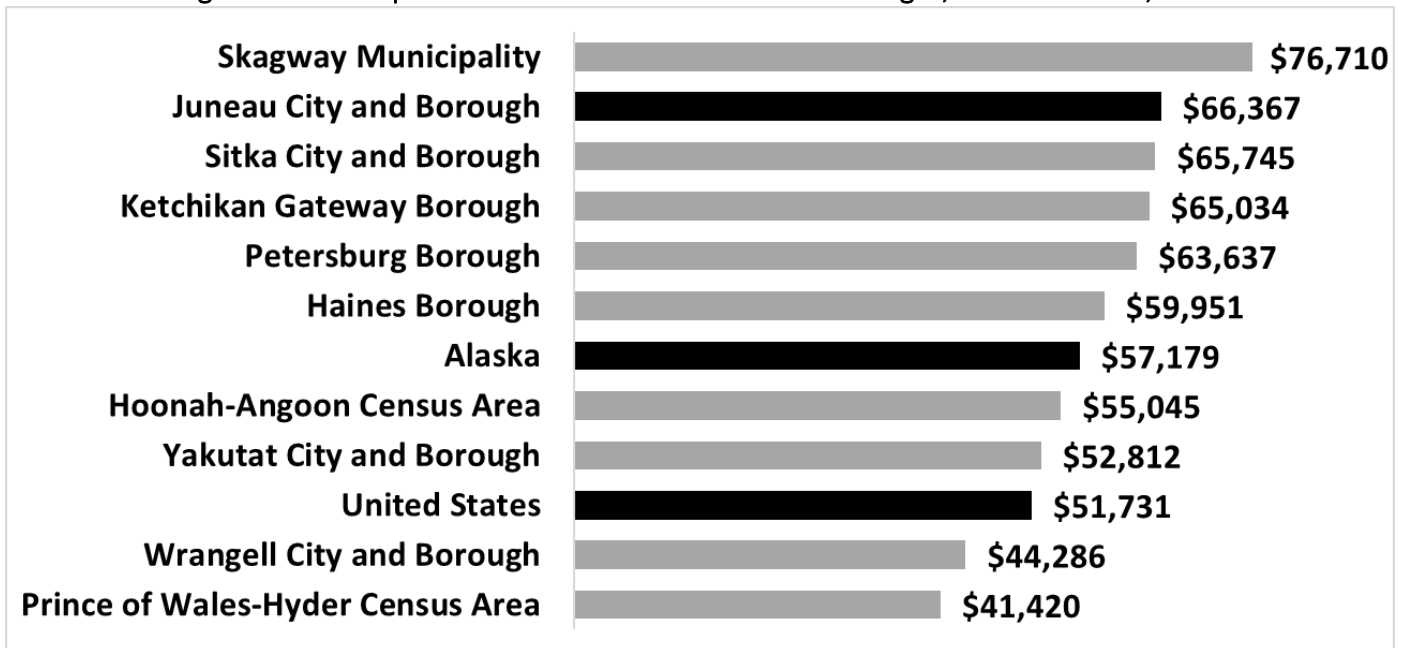 Skagway Municipality $76,710
Juneau City and Borough $66,367
Sitka City and Borough $65,745
Ketchikan Gateway Borough $65,034
Petersburg Borough $63,637
Haines Borough $59,951
Alaska $57,179
Hoonah-Angoon Census Area $55,045
Yakutat City and Borough $52,812
United States $51,731
Wrangell City and Borough $44,286
Prince of Wales-Hyder Census Area $41,420